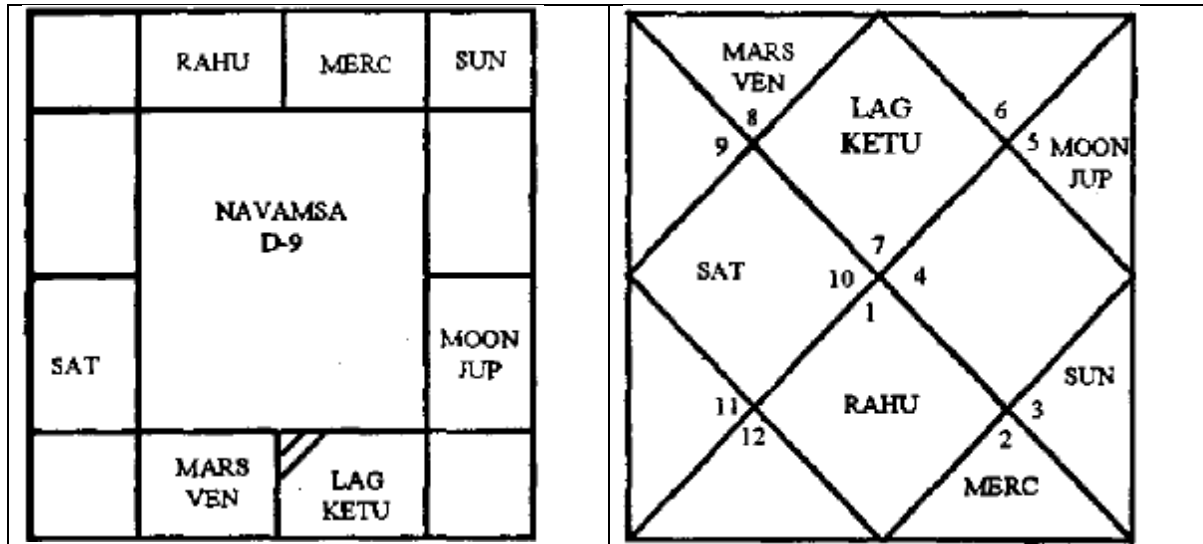 RAHU
MERC
SUN
NAVAMSA
D-9
SAT
MOON
JUP
MARS
VEN
LAG
KETU
MARS
VEN
LAG
KETU
8
6
9
5
MOON
JUP
7
SAT
10
4
1
11
RAHU
3
SUN
12
2
MERC